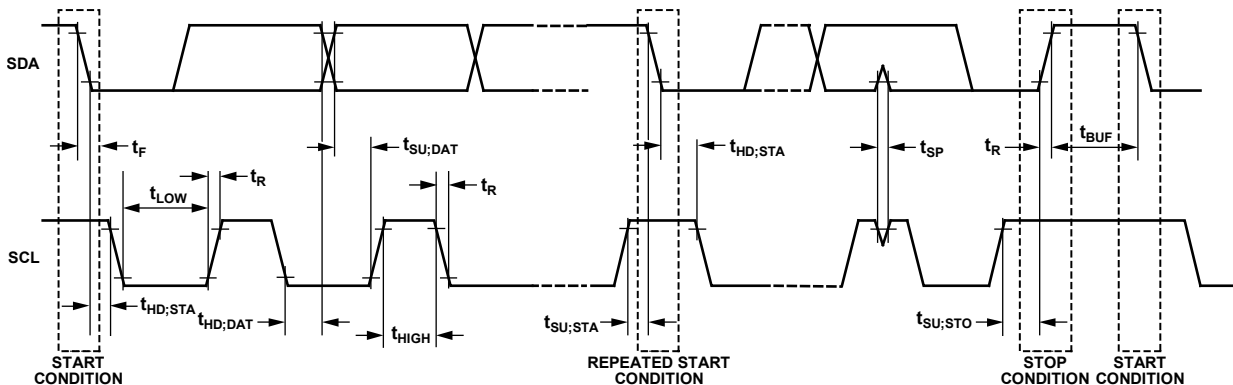 SDA
tF
tSU;DAT
tHD;STA
tSP
tR
tBUF
tLOW
tR
tR
SCL
tHD;STA
tHD;DAT
tHIGH
tSU;STA
tSU;STO
START
CONDITION
REPEATED START
CONDITION
STOP
CONDITION
START
CONDITION